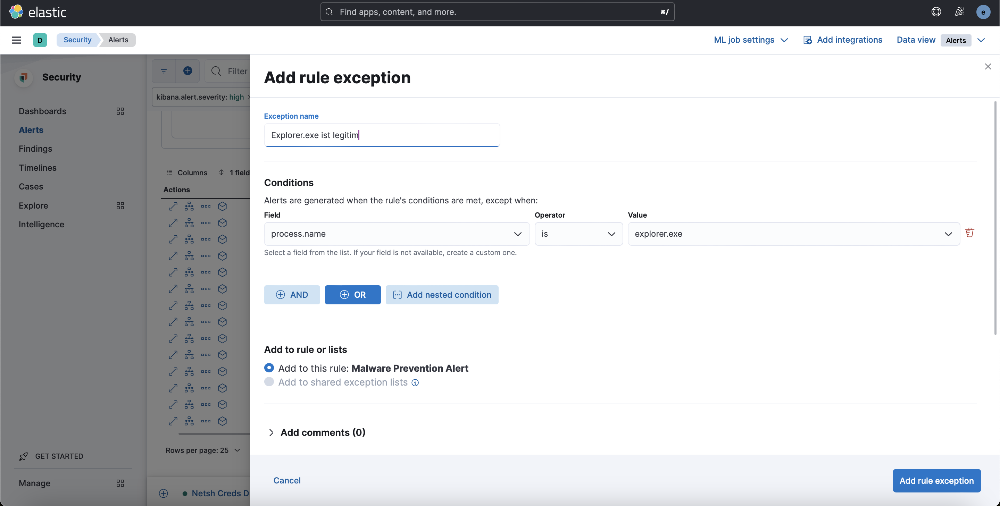 elastic
Find apps, content, and more.
⌘/
e
D
Security
Alerts
ML job settings
Add integrations
Data view
Alerts
Security
Dashboards
Alerts
Findings
Timelines
Cases
Explore
Intelligence
GET STARTED
Manage
Filter
kibana.alert.severity: high
Columns
1 field
Actions
Rows per page: 25
Netsh Creds
Add rule exception
Exception name
Explorer.exe ist legitim
Conditions
Alerts are generated when the rule's conditions are met, except when:
Field
Operator
Value
process.name
is
explorer.exe
Select a field from the list. If your field is not available, create a custom one.
AND
OR
Add nested condition
Add to rule or lists
Add to this rule: Malware Prevention Alert
Add to shared exception lists
Add comments (0)
Cancel
Add rule exception